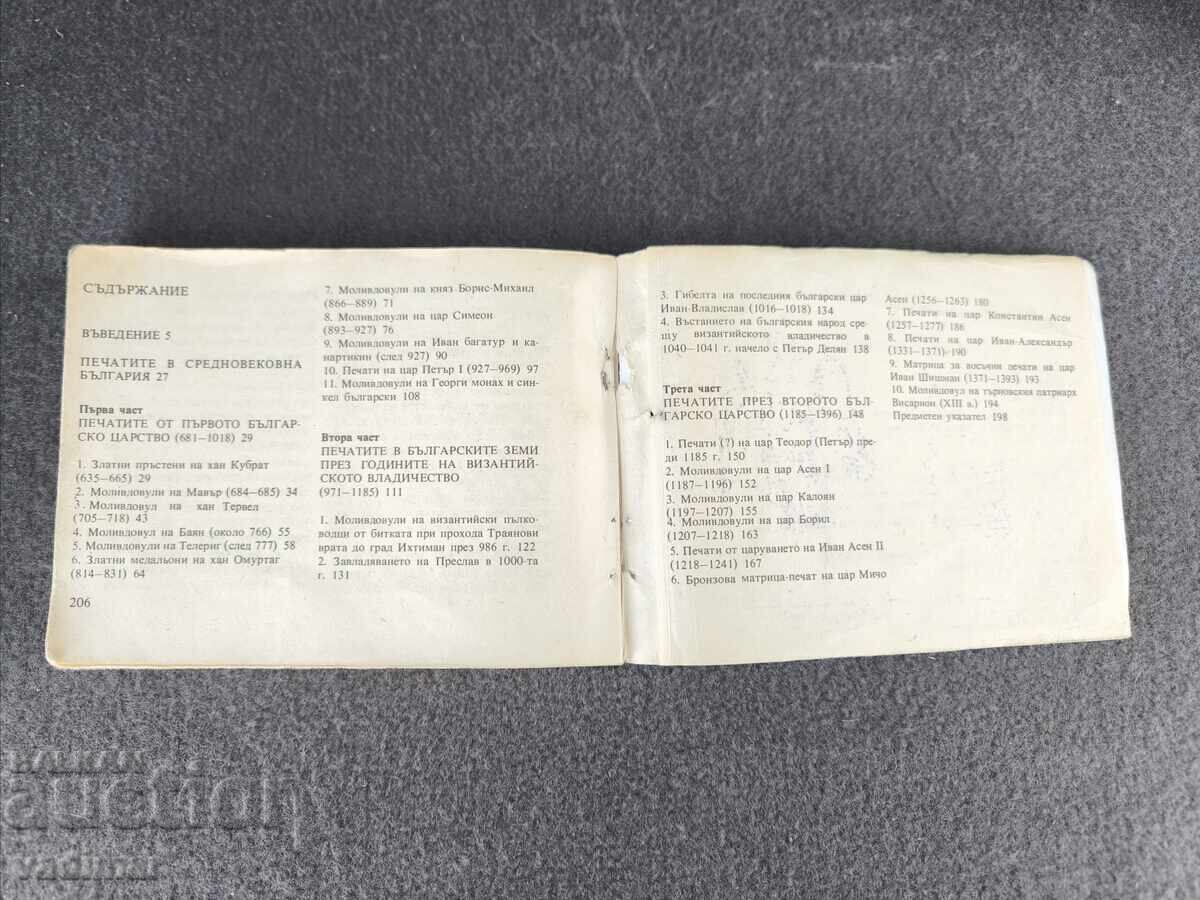 СЪДЪРЖАНИЕ
ВЪВЕДЕНИЕ 5
ПЕЧАТИТЕ В СРЕДНОВЕКОВНА
БЪЛГАРИЯ 27
Първа част
ПЕЧАТИТЕ ОТ ПЪРВОТО БЪЛГАР-
СКО ЦАРСТВО (681—1018) 29
1. Златни пръстени на хан Кубрат
(635—665) 29
2. Моливдовули на Мавър (684—685) 34
3. Моливдовул на хан Тервел
(705—718) 43
4. Моливдовул на Баян (около 766) 55
5. Моливдовули на Телериг (след 777) 58
6. Златни медальони на хан Омуртаг
(814—831) 64
206
7. Моливдовули на княз Борис-Михаил
(866—889) 71
8. Моливдовули на цар Симеон
(893—927) 76
9. Моливдовули на Иван багатур и ка-
нартикин (след 927) 90
10. Печати на цар Петър I (927—969) 97
11. Моливдовули на Георги монах и син-
кел български 108
Втора част
ПЕЧАТИТЕ В БЪЛГАРСКИТЕ ЗЕМИ
ПРЕЗ ГОДИНИТЕ НА ВИЗАНТИЙ-
СКОТО ВЛАДИЧЕСТВО
(971—1185) 111
1. Моливдовули на византийски пълко-
водци от битката при прохода Траянови
врата до град Ихтиман през 986 г. 122
2. Завладяването на Преслав в 1000-та
г. 131
3. Гибелта на последния български цар
Иван-Владислав (1016—1018) 134
4. Въстанието на българския народ сре-
щу византийското владичество в
1040—1041 г. начело с Петър Делян 138
Трета част
ПЕЧАТИТЕ ПРЕЗ ВТОРОТО БЪЛ-
ГАРСКО ЦАРСТВО (1185—1396) 148
1. Печати (?) на цар Теодор (Петър) пре-
ди 1185 г. 150
2. Моливдовули на цар Асен I
(1187—1196) 152
3. Моливдовули на цар Калоян
(1197—1207) 155
4. Моливдовули на цар Борил
(1207—1218) 163
5. Печати от царуването на Иван Асен II
(1218—1241) 167
6. Бронзова матрица-печат на цар Мичо
Асен (1256—1263) 180
7. Печати на цар Константин Асен
(1257—1277) 186
8. Печати на цар Иван-Александър
(1331—1371) 190
9. Матрица за восъчни печати на цар
Иван Шишман (1371—1393) 193
10. Моливдовул на търновския патриарх
Висарион (XIII в.) 194
Предметен указател 198
БАЛКАН
аукцион